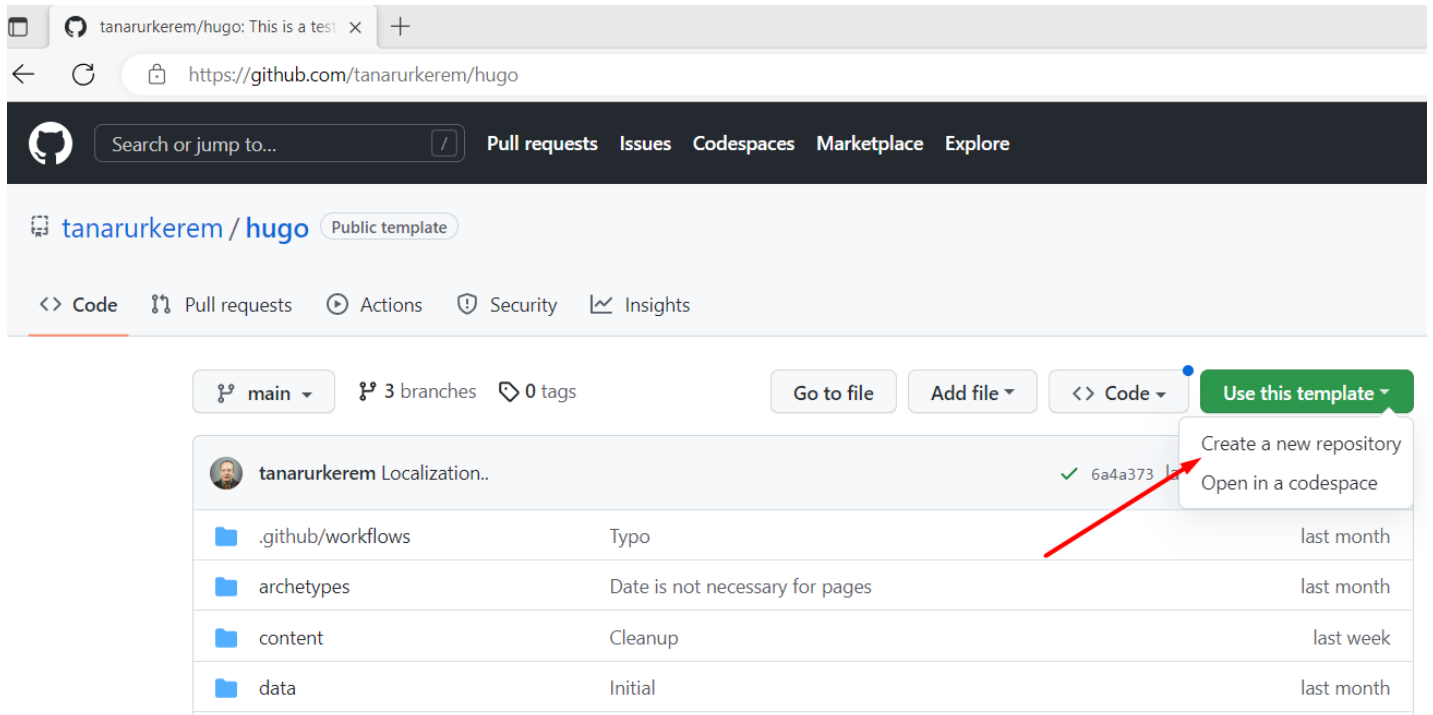 tanarurkerem/hugo: This is a test
https://github.com/tanarurkerem/hugo
Search or jump to... / Pull requests Issues Codespaces Marketplace Explore
tanarurkerem / hugo Public template
<> Code Pull requests Actions Security Insights
main 3 branches 0 tags Go to file Add file <> Code Use this template
Create a new repository
tanarurkerem Localization.. 6a4a373
Open in a codespace
.github/workflows Typo last month
archetypes Date is not necessary for pages last month
content Cleanup last week
data Initial last month